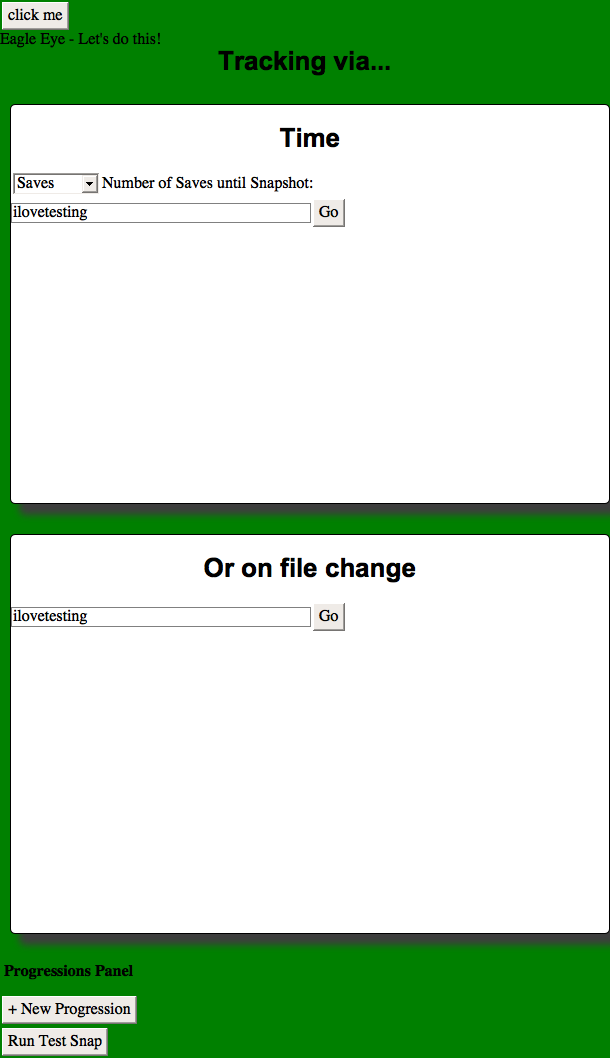 click me
Eagle Eye - Let's do this!
Tracking via...
Time
Saves Number of Saves until Snapshot:
ilovetesting Go
Or on file change
ilovetesting Go
Progressions Panel
+ New Progression
Run Test Snap